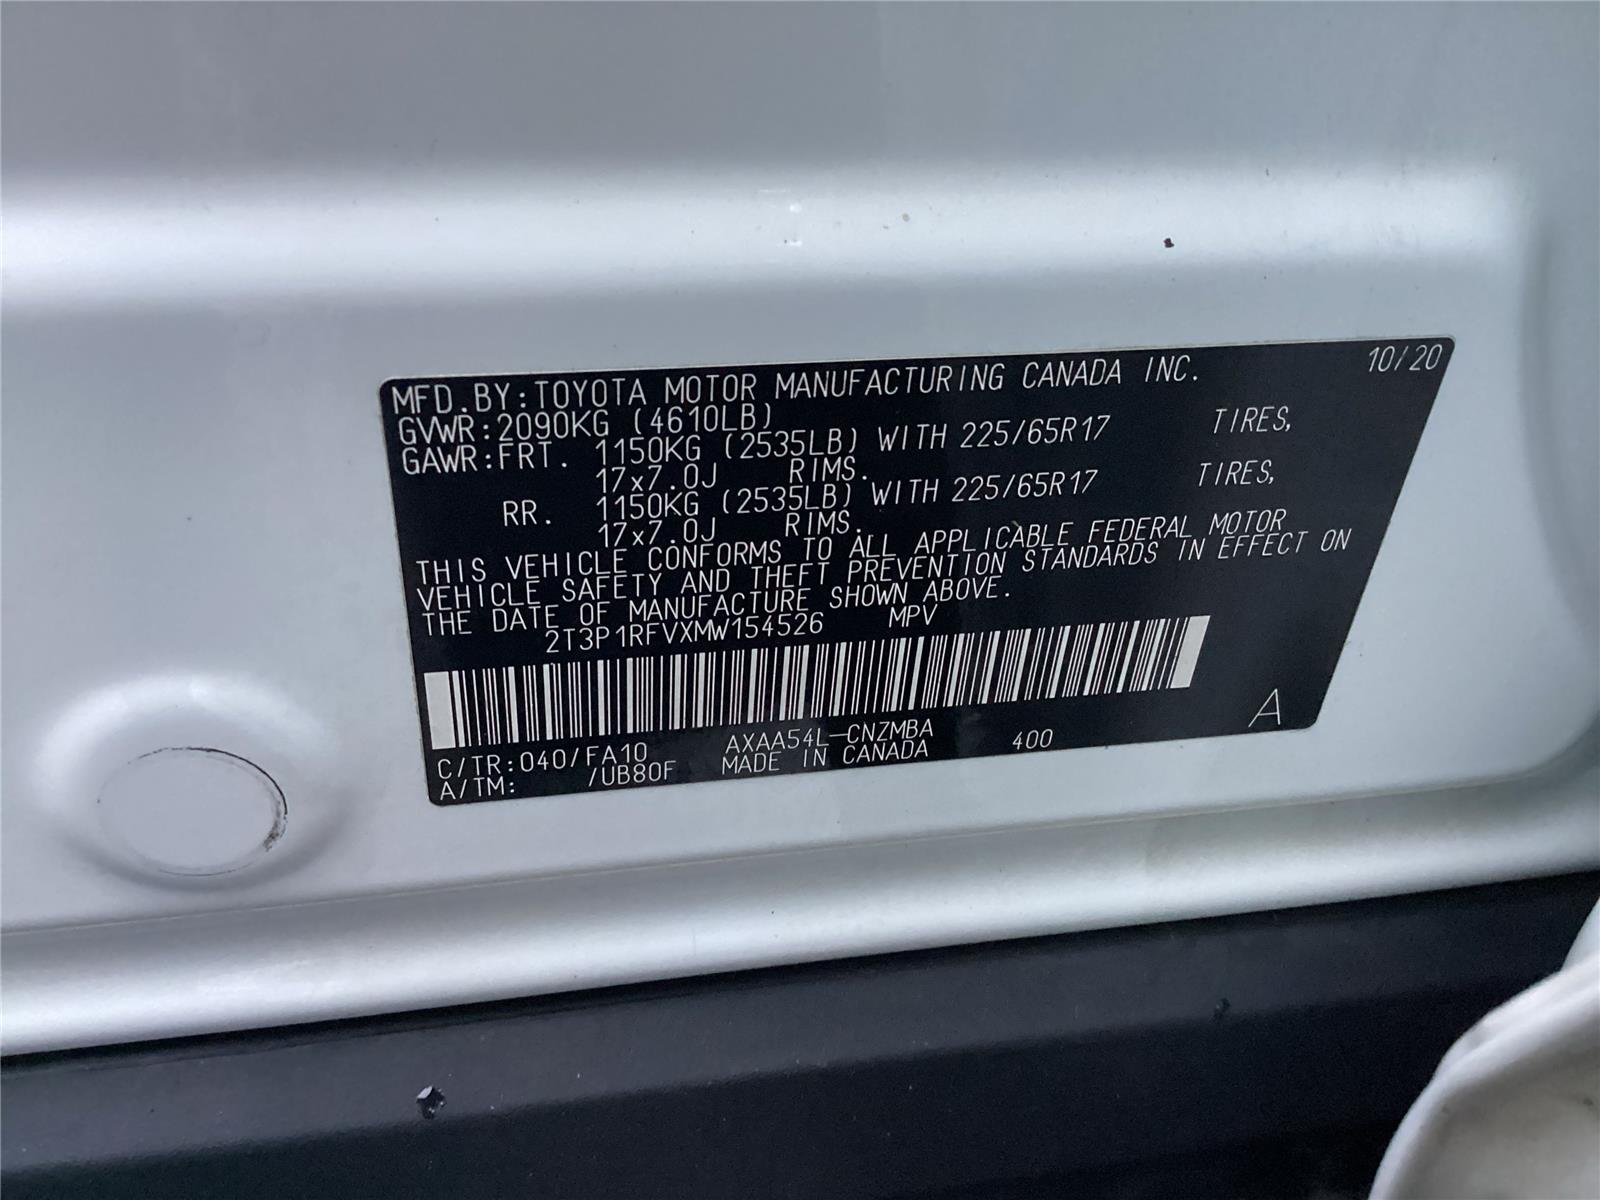 MFD.BY:TOYOTA MOTOR MANUFACTURING CANADA INC. 10/20
GVWR:2090KG (4610LB)
GAWR:FRT. 1150KG (2535LB) WITH 225/65R17 TIRES,
17x7.0J RIMS.
RR. 1150KG (2535LB) WITH 225/65R17 TIRES,
17x7.0J RIMS.
THIS VEHICLE CONFORMS TO ALL APPLICABLE FEDERAL MOTOR
VEHICLE SAFETY AND THEFT PREVENTION STANDARDS IN EFFECT ON
THE DATE OF MANUFACTURE SHOWN ABOVE.
2T3P1RFVXMW154526 MPV
C/TR:040/FA10 AXAA54L-CNZMBA 400 A
A/TM: /UB80F MADE IN CANADA